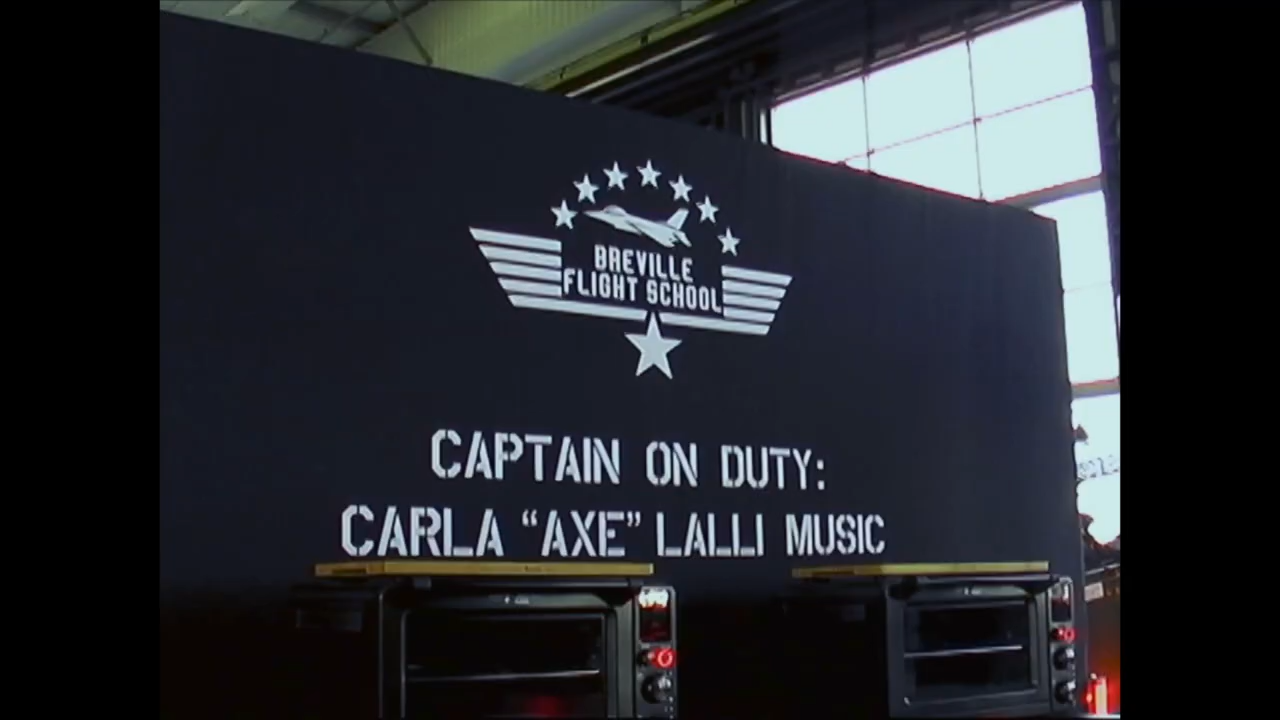 BREVILLE
FLIGHT SCHOOL
CAPTAIN ON DUTY:
CARLA “AXE” LALLI MUSIC